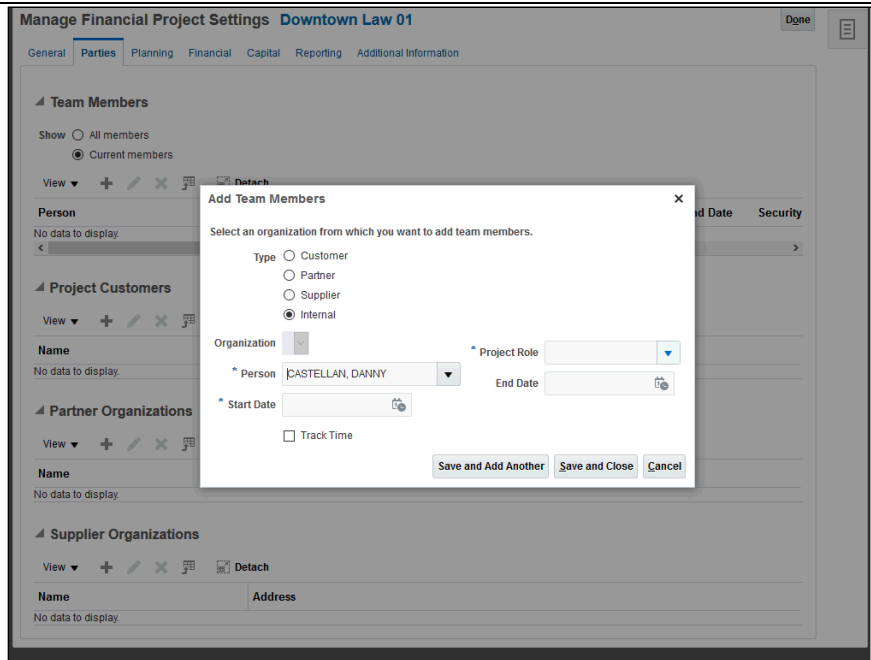 Manage Financial Project Settings Downtown Law 01
Done
General Parties Planning Financial Capital Reporting Additional Information
Team Members
Show All members
Current members
View Detach
Person nd Date Security
No data to display.
Add Team Members
Select an organization from which you want to add team members.
Type Customer
Partner
Supplier
Internal
Organization
* Project Role
* Person CASTELLAN, DANNY
End Date
* Start Date
Track Time
Save and Add Another Save and Close Cancel
Project Customers
View
Name
No data to display.
Partner Organizations
View
Name
No data to display.
Supplier Organizations
View Detach
Name Address
No data to display.